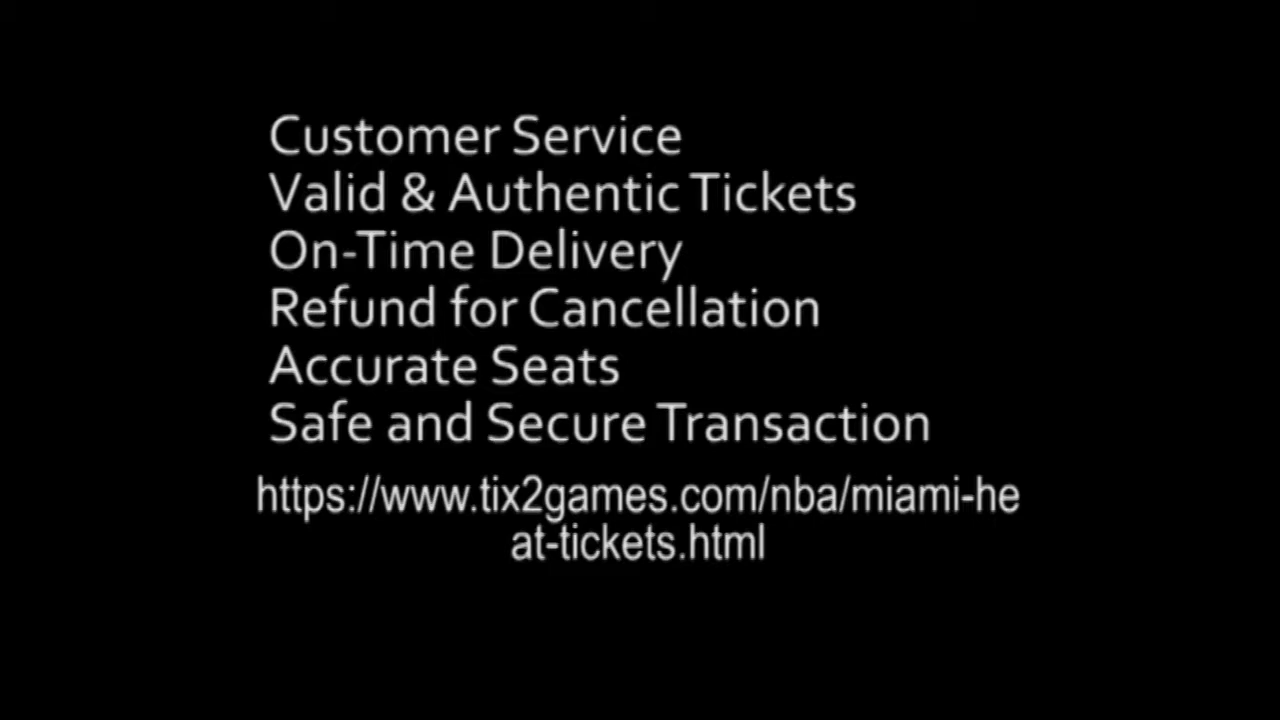 Customer Service
Valid & Authentic Tickets
On-Time Delivery
Refund for Cancellation
Accurate Seats
Safe and Secure Transaction
https://www.tix2games.com/nba/miami-he
at-tickets.html